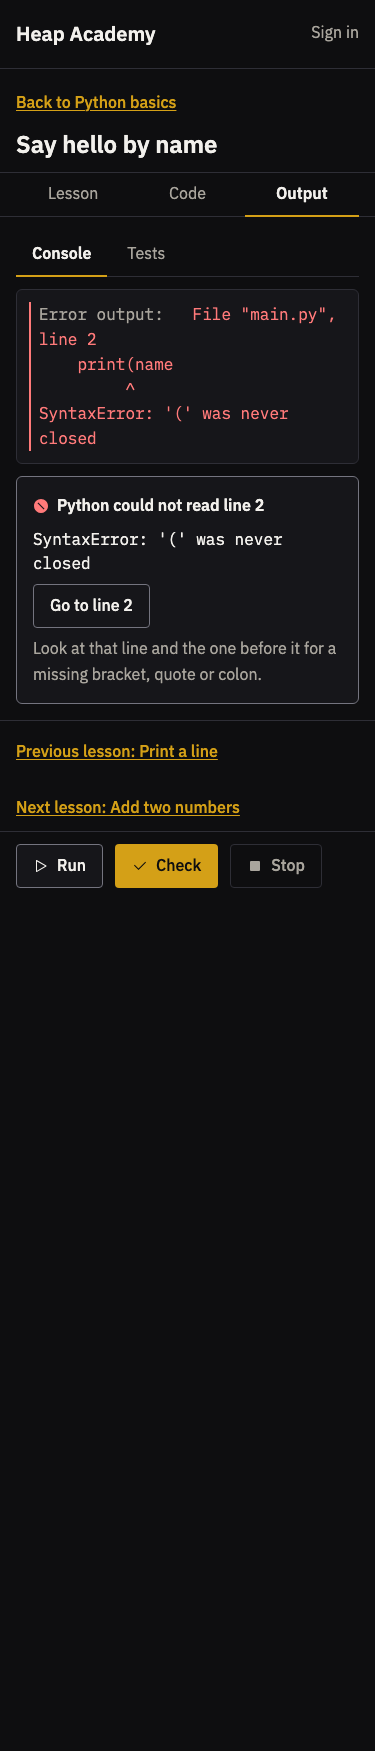 Heap Academy
Sign in
Back to Python basics
Say hello by name
Lesson
Code
Output
Console
Tests
Error output:   File "main.py",
line 2
    print(name
         ^
SyntaxError: '(' was never
closed
Python could not read line 2
SyntaxError: '(' was never
closed
Go to line 2
Look at that line and the one before it for a
missing bracket, quote or colon.
Previous lesson: Print a line
Next lesson: Add two numbers
Run
Check
Stop